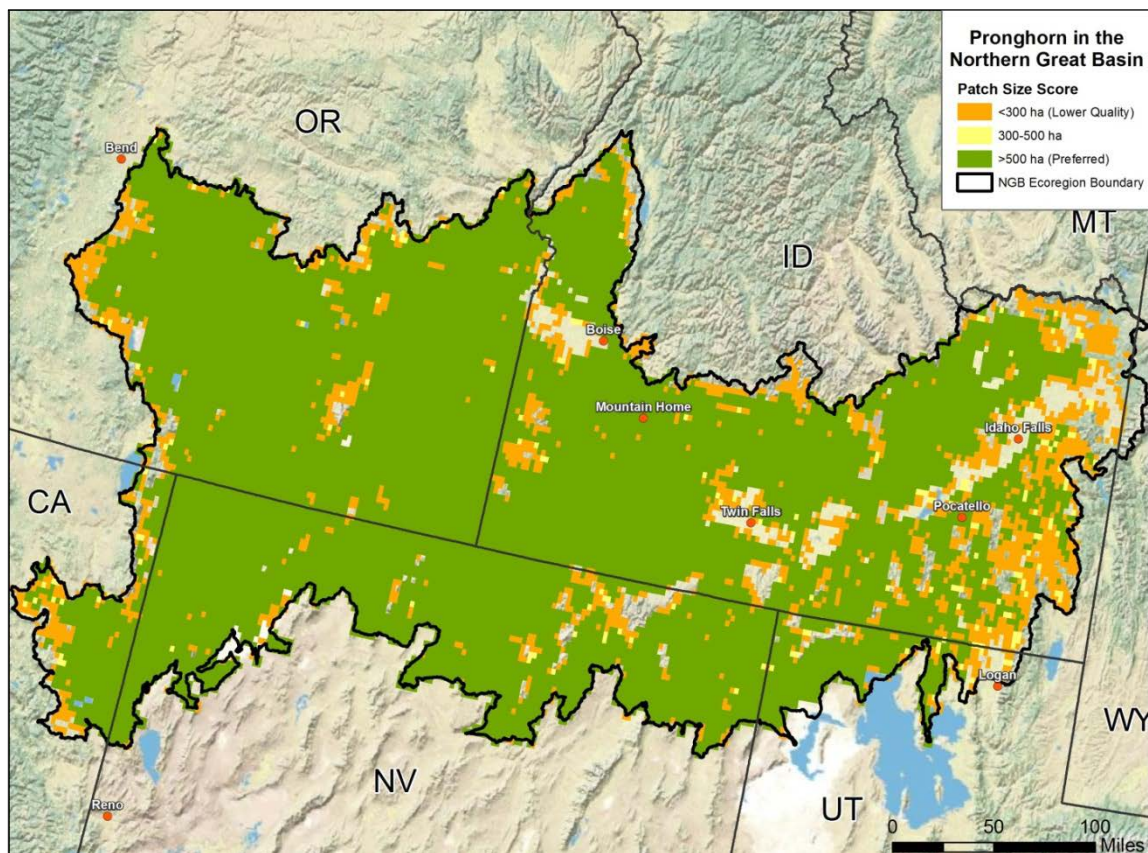 Pronghorn in the
Northern Great Basin
Patch Size Score
<300 ha (Lower Quality)
300-500 ha
>500 ha (Preferred)
NGB Ecoregion Boundary
OR
Bend
MT
ID
Boise
Mountain Home
Idaho Falls
CA
Twin Falls
Pocatello
Logan
WY
NV
Reno
UT
0 50 100
Miles